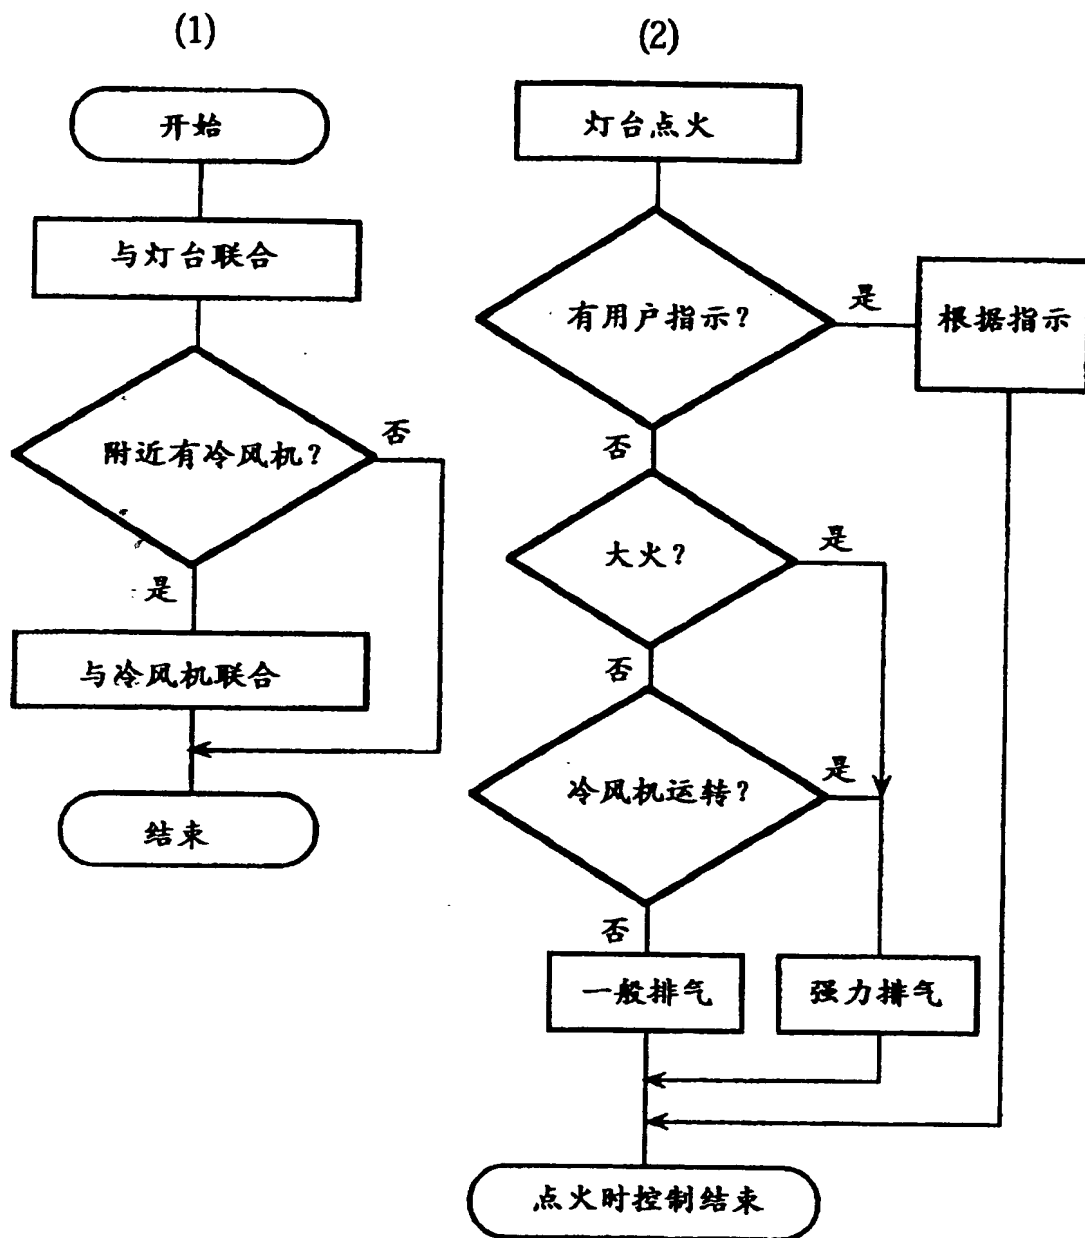 (1)
开始
与灯台联合
附近有冷风机？
否
是
与冷风机联合
结束
(2)
灯台点火
有用户指示？
是
根据指示
否
大火？
是
否
冷风机运转？
是
否
一般排气
强力排气
点火时控制结束